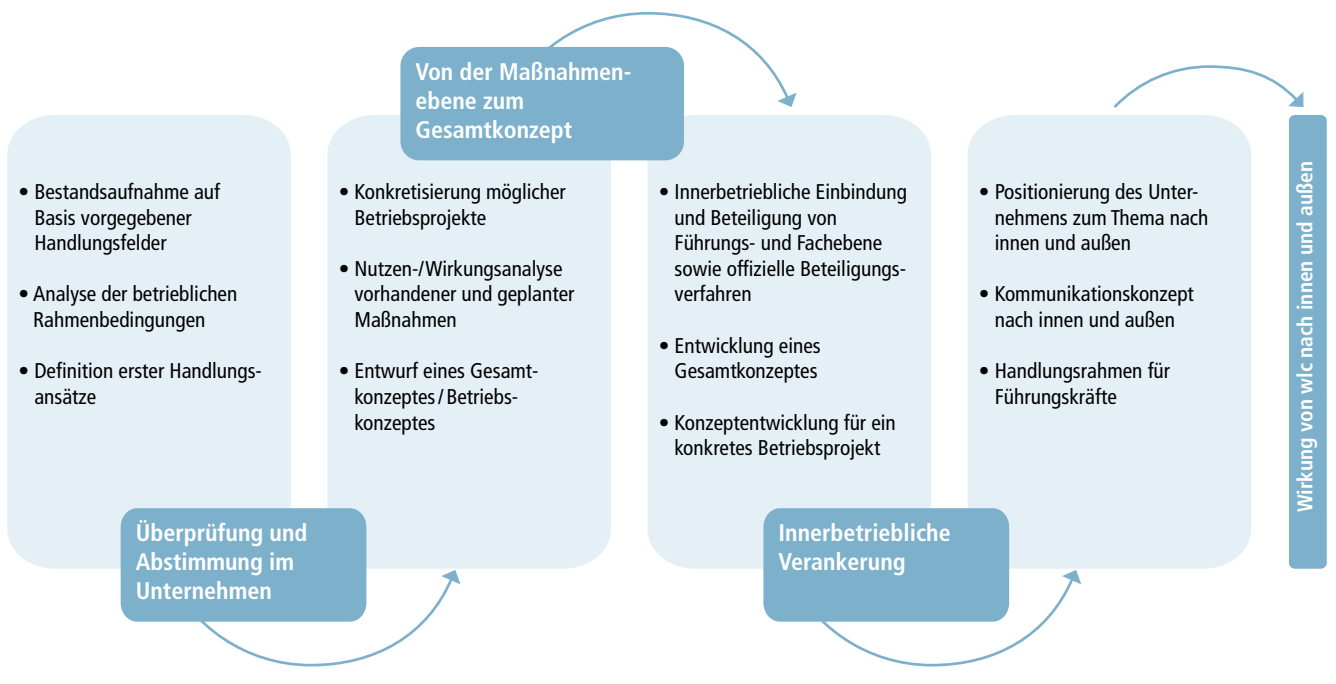 Von der Maßnahmen-
ebene zum
Gesamtkonzept
• Bestandsaufnahme auf
Basis vorgegebener
Handlungsfelder
• Analyse der betrieblichen
Rahmenbedingungen
• Definition erster Handlungs-
ansätze
• Konkretisierung möglicher
Betriebsprojekte
• Nutzen-/Wirkungsanalyse
vorhandener und geplanter
Maßnahmen
• Entwurf eines Gesamt-
konzeptes/Betriebs-
konzeptes
• Innerbetriebliche Einbindung
und Beteiligung von
Führungs- und Fachebene
sowie offizielle Beteiligungs-
verfahren
• Entwicklung eines
Gesamtkonzeptes
• Konzeptentwicklung für ein
konkretes Betriebsprojekt
• Positionierung des Unter-
nehmens zum Thema nach
innen und außen
• Kommunikationskonzept
nach innen und außen
• Handlungsrahmen für
Führungskräfte
Wirkung von wlc nach innen und außen
Überprüfung und
Abstimmung im
Unternehmen
Innerbetriebliche
Verankerung